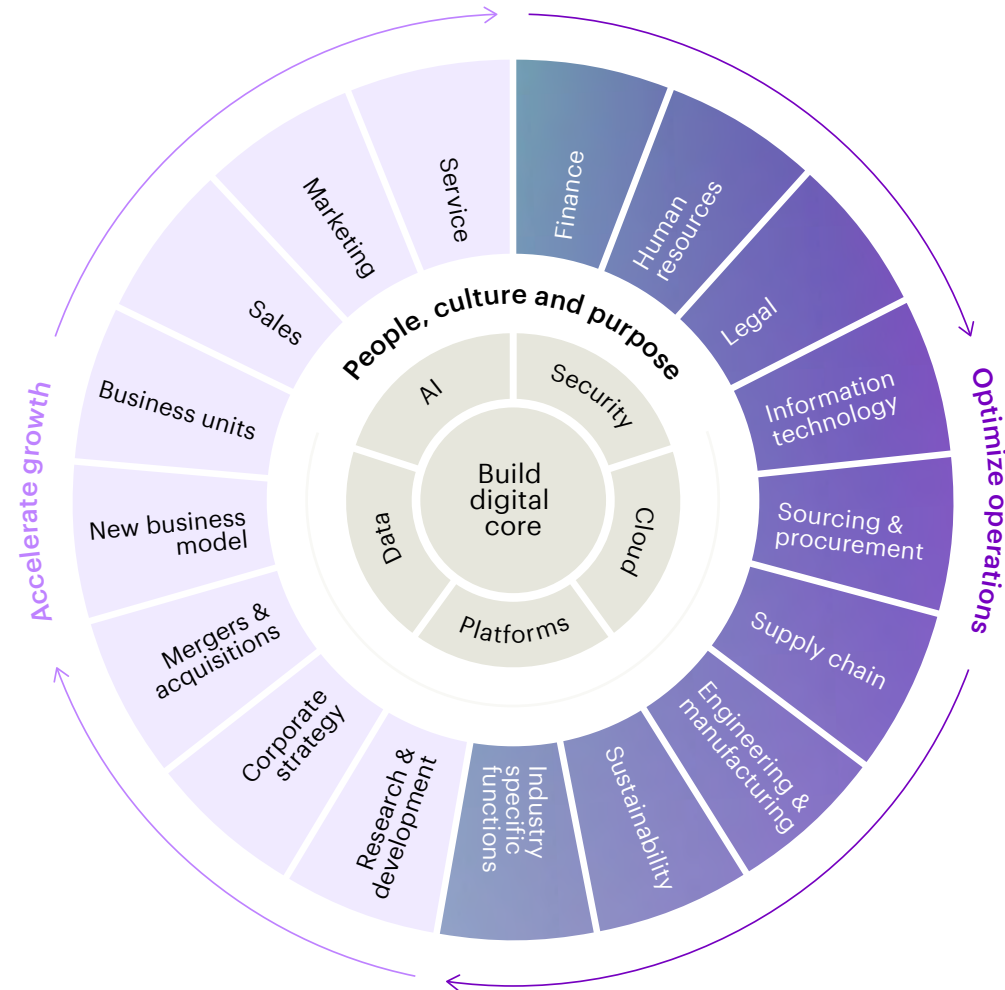 Finance
Human
resources
Legal
Information
technology
Sourcing &
procurement
Supply chain
Engineering &
manufacturing
Sustainability
Industry
specific
functions
Research &
development
Corporate
strategy
Mergers &
acquisitions
New business
model
Business units
Sales
Marketing
Service
Optimize operations
Accelerate growth
People, culture and purpose
AI
Security
Cloud
Platforms
Data
Build
digital
core